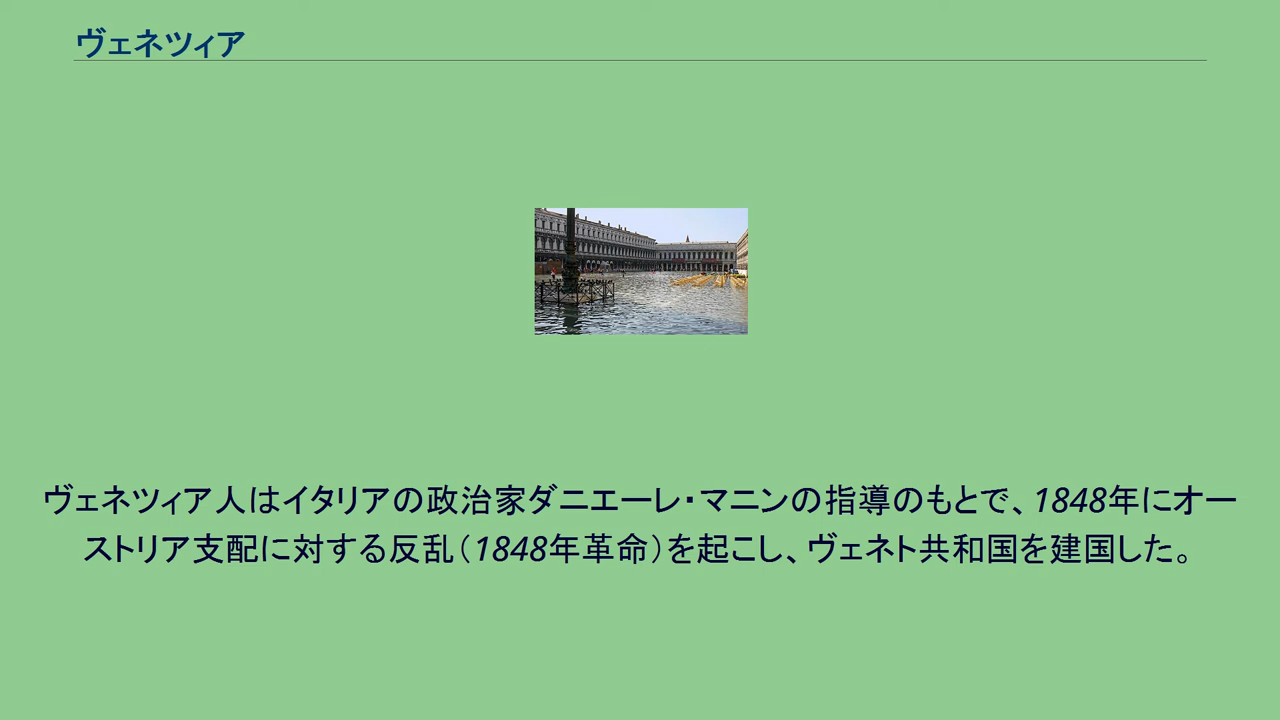 ヴェネツィア
ヴェネツィア人はイタリアの政治家ダニエーレ・マニンの指導のもとで、1848年にオー
ストリア支配に対する反乱（1848年革命）を起こし、ヴェネト共和国を建国した。